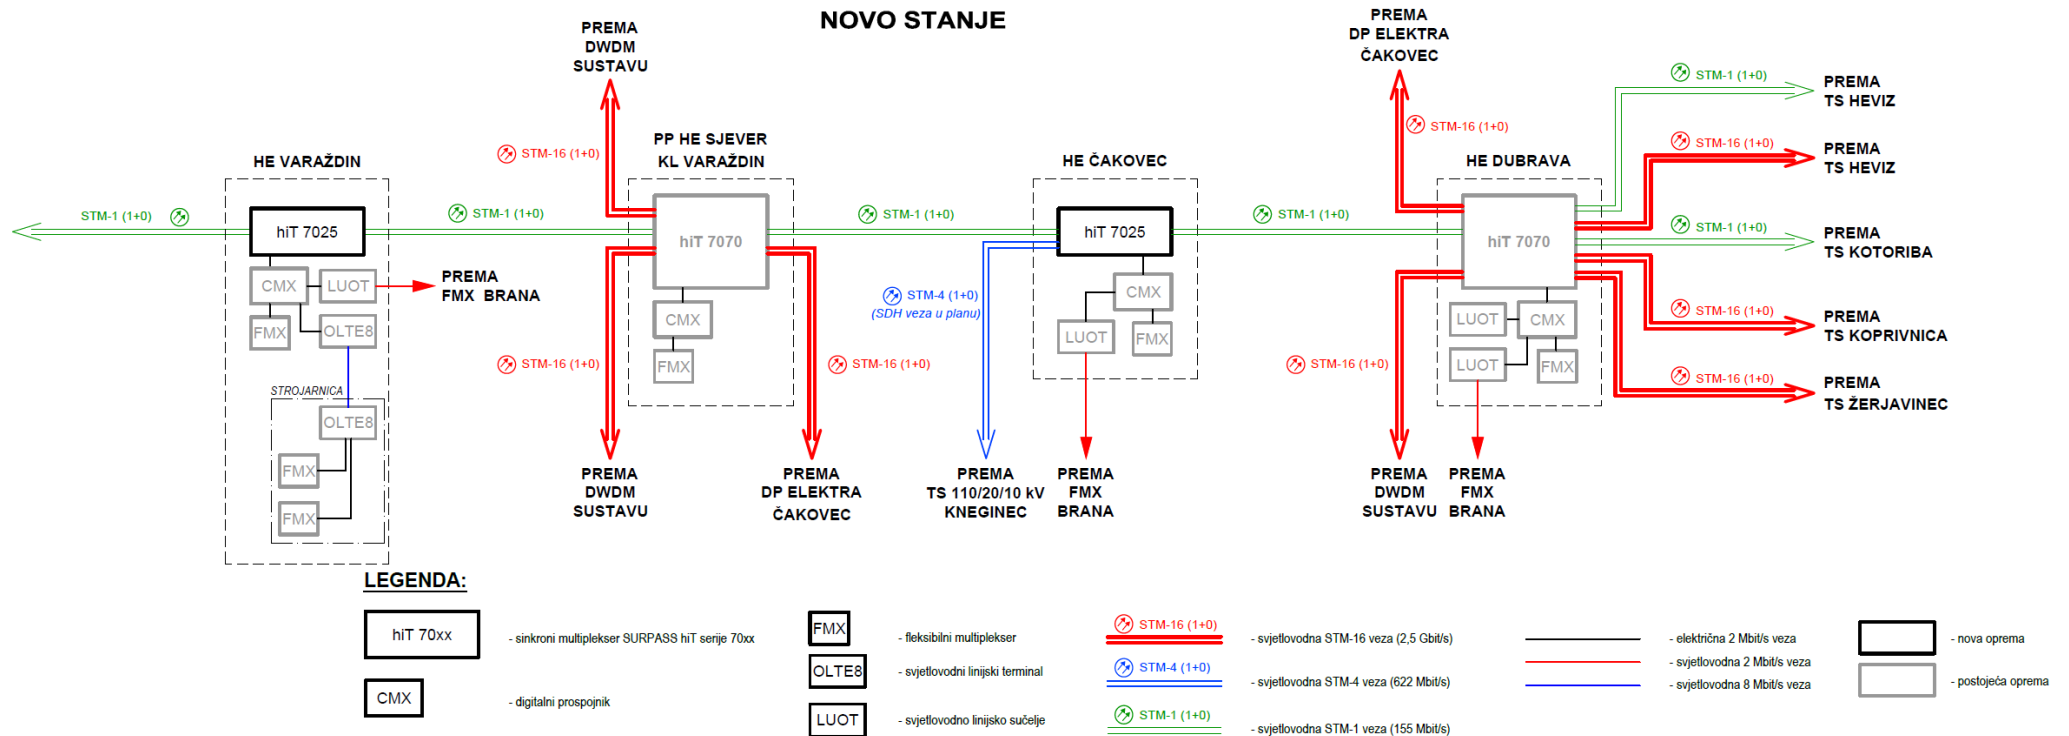 NOVO STANJE
PREMA
DWDM
SUSTAVU
PREMA
DP ELEKTRA
ČAKOVEC
STM-1 (1+0)
PREMA
TS HEVIZ
STM-16 (1+0)
STM-16 (1+0)
STM-16 (1+0)
PREMA
TS HEVIZ
HE VARAŽDIN
PP HE SJEVER
KL VARAŽDIN
HE ČAKOVEC
HE DUBRAVA
STM-1 (1+0)
STM-1 (1+0)
STM-1 (1+0)
STM-1 (1+0)
STM-1 (1+0)
PREMA
TS KOTORIBA
hiT 7025
hiT 7070
hiT 7025
hiT 7070
CMX
LUOT
PREMA
FMX BRANA
FMX
OLTE8
CMX
FMX
STM-4 (1+0)
(SDH veza u planu)
CMX
LUOT
FMX
LUOT
CMX
LUOT
FMX
STM-16 (1+0)
PREMA
TS KOPRIVNICA
STM-16 (1+0)
STM-16 (1+0)
STM-16 (1+0)
STM-16 (1+0)
PREMA
TS ŽERJAVINEC
STROJARNICA
OLTE8
FMX
FMX
PREMA
DWDM
SUSTAVU
PREMA
DP ELEKTRA
ČAKOVEC
PREMA
TS 110/20/10 kV
KNEGINEC
PREMA
FMX
BRANA
PREMA
DWDM
SUSTAVU
PREMA
FMX
BRANA
LEGENDA:
hiT 70xx
- sinkroni multiplekser SURPASS hiT serije 70xx
CMX
- digitalni prospojnik
FMX
- fleksibilni multiplekser
OLTE8
- svjetlovodni linijski terminal
LUOT
- svjetlovodno linijsko sučelje
STM-16 (1+0)
- svjetlovodna STM-16 veza (2,5 Gbit/s)
STM-4 (1+0)
- svjetlovodna STM-4 veza (622 Mbit/s)
STM-1 (1+0)
- svjetlovodna STM-1 veza (155 Mbit/s)
- električna 2 Mbit/s veza
- svjetlovodna 2 Mbit/s veza
- svjetlovodna 8 Mbit/s veza
- nova oprema
- postojeća oprema